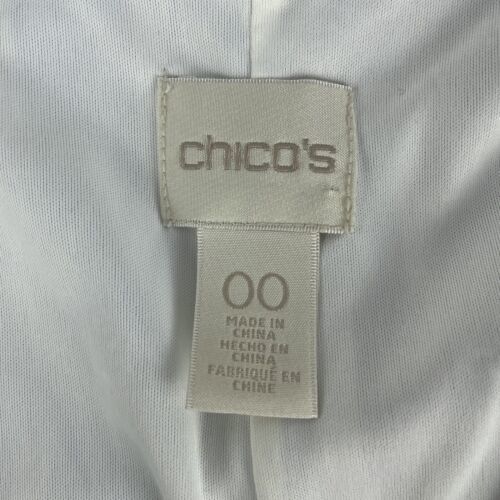 chico's
00
MADE IN
CHINA
HECHO EN
CHINA
FABRIQUÉ EN
CHINE